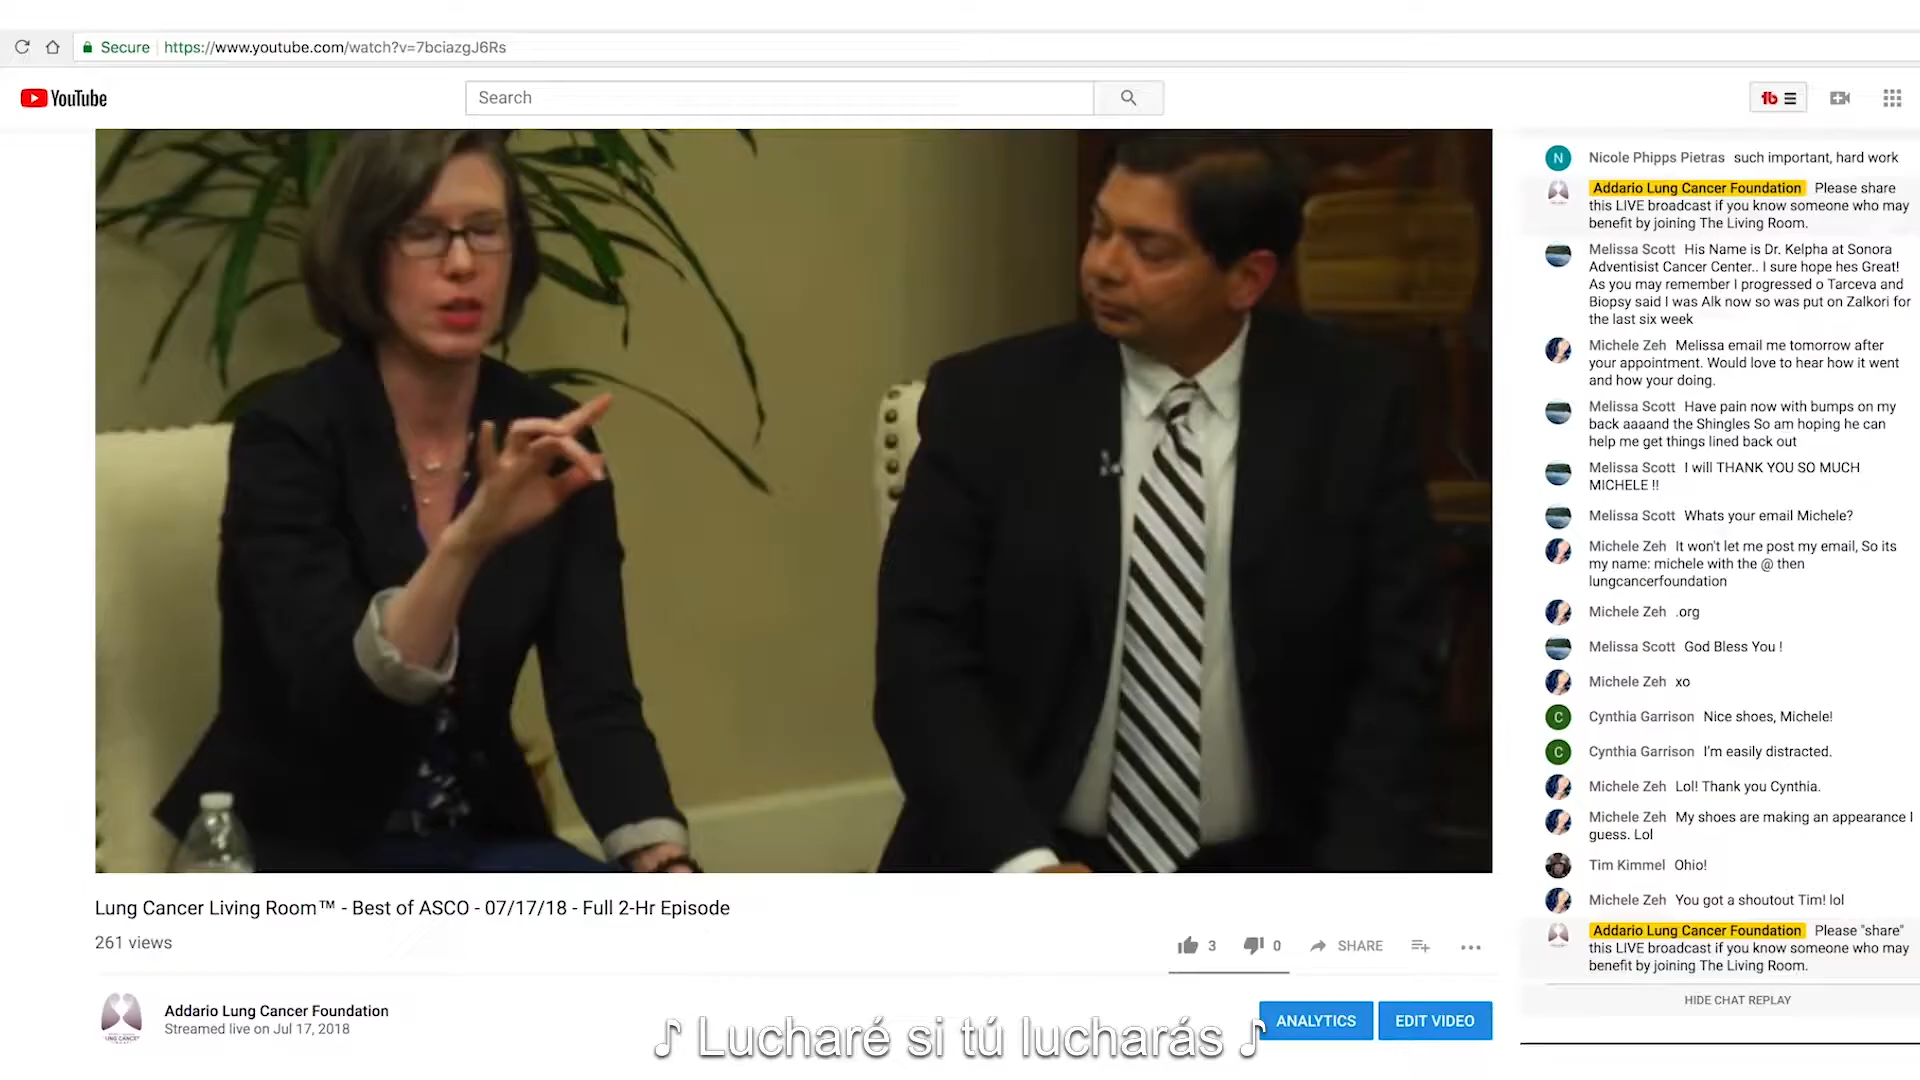 Secure https://www.youtube.com/watch?v=7bciazgJ6Rs
YouTube
Search
Nicole Phipps Pietras such important, hard work
Addario Lung Cancer Foundation Please share
this LIVE broadcast if you know someone who may
benefit by joining The Living Room.
Melissa Scott His Name is Dr. Kelpha at Sonora
Adventisist Cancer Center.. I sure hope hes Great!
As you may remember I progressed o Tarceva and
Biopsy said I was Alk now so was put on Zalkori for
the last six week
Michele Zeh Melissa email me tomorrow after
your appointment. Would love to hear how it went
and how your doing.
Melissa Scott Have pain now with bumps on my
back aaaand the Shingles So am hoping he can
help me get things lined back out
Melissa Scott I will THANK YOU SO MUCH
MICHELE !!
Melissa Scott Whats your email Michele?
Michele Zeh It won't let me post my email, So its
my name: michele with the @ then
lungcancerfoundation
Michele Zeh .org
Melissa Scott God Bless You !
Michele Zeh xo
C Cynthia Garrison Nice shoes, Michele!
C Cynthia Garrison I'm easily distracted.
Michele Zeh Lol! Thank you Cynthia.
Michele Zeh My shoes are making an appearance I
guess. Lol
Tim Kimmel Ohio!
Michele Zeh You got a shoutout Tim! lol
Addario Lung Cancer Foundation Please "share"
this LIVE broadcast if you know someone who may
benefit by joining The Living Room.
HIDE CHAT REPLAY
Lung Cancer Living Room™ - Best of ASCO - 07/17/18 - Full 2-Hr Episode
261 views
3 0 SHARE
Addario Lung Cancer Foundation
Streamed live on Jul 17, 2018
ANALYTICS EDIT VIDEO
♪ Lucharé si tú lucharás ♪